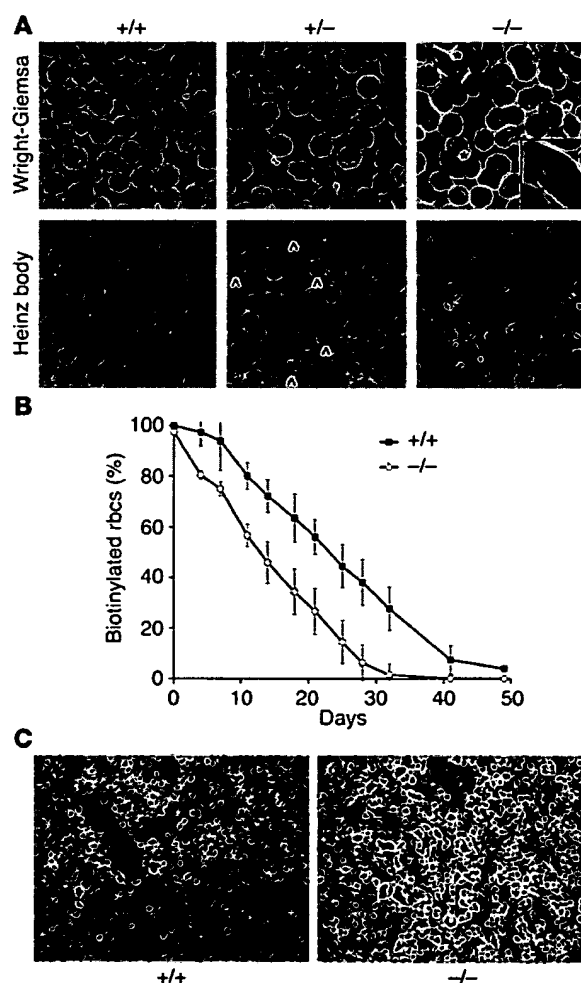 A
+/+ +/− −/−
Wright-Giemsa
Heinz body
B
100
80
60
40
20
0
Biotinylated rbcs (%)
+/+
−/−
0 10 20 30 40 50
Days
C
+/+ −/−